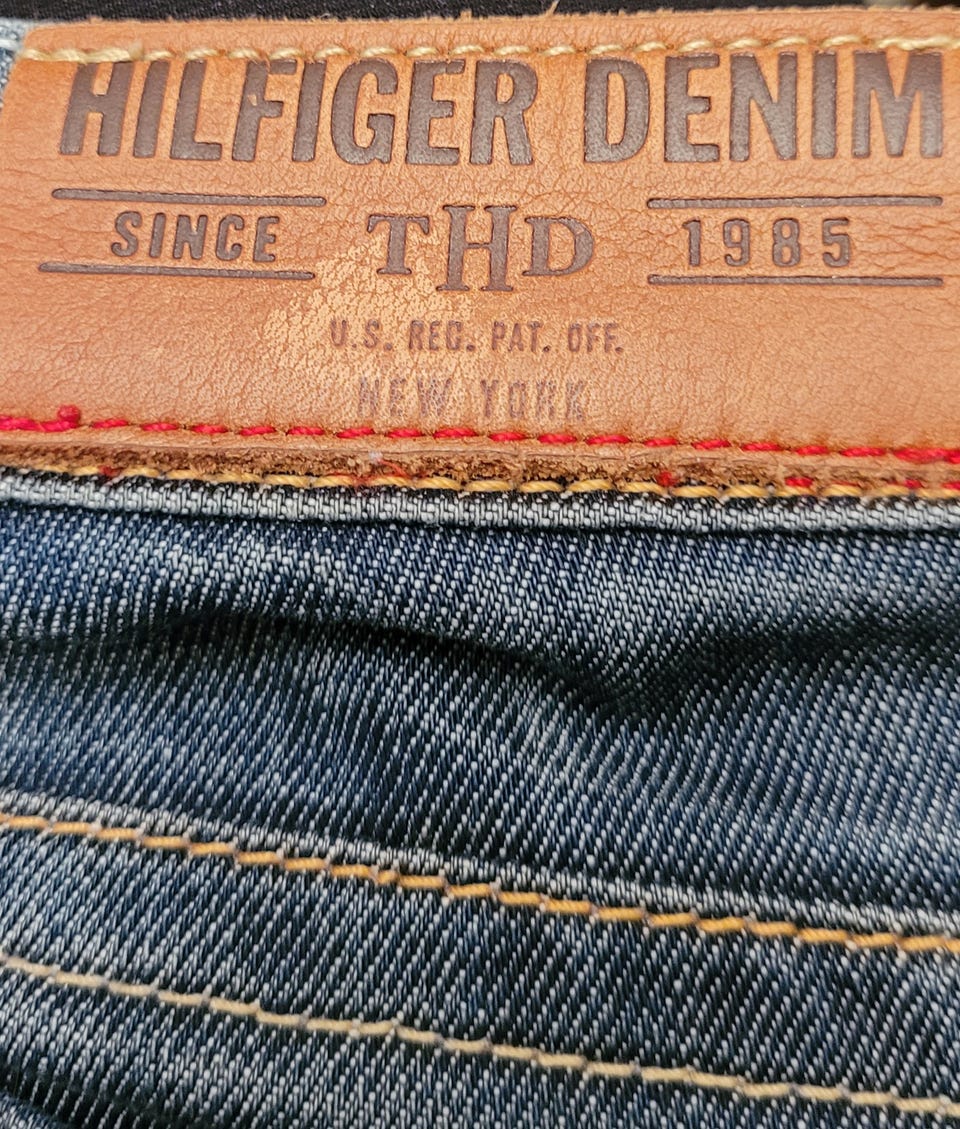 HILFIGER DENIM
SINCE THD 1985
U.S. REG. PAT. OFF.
NEW YORK